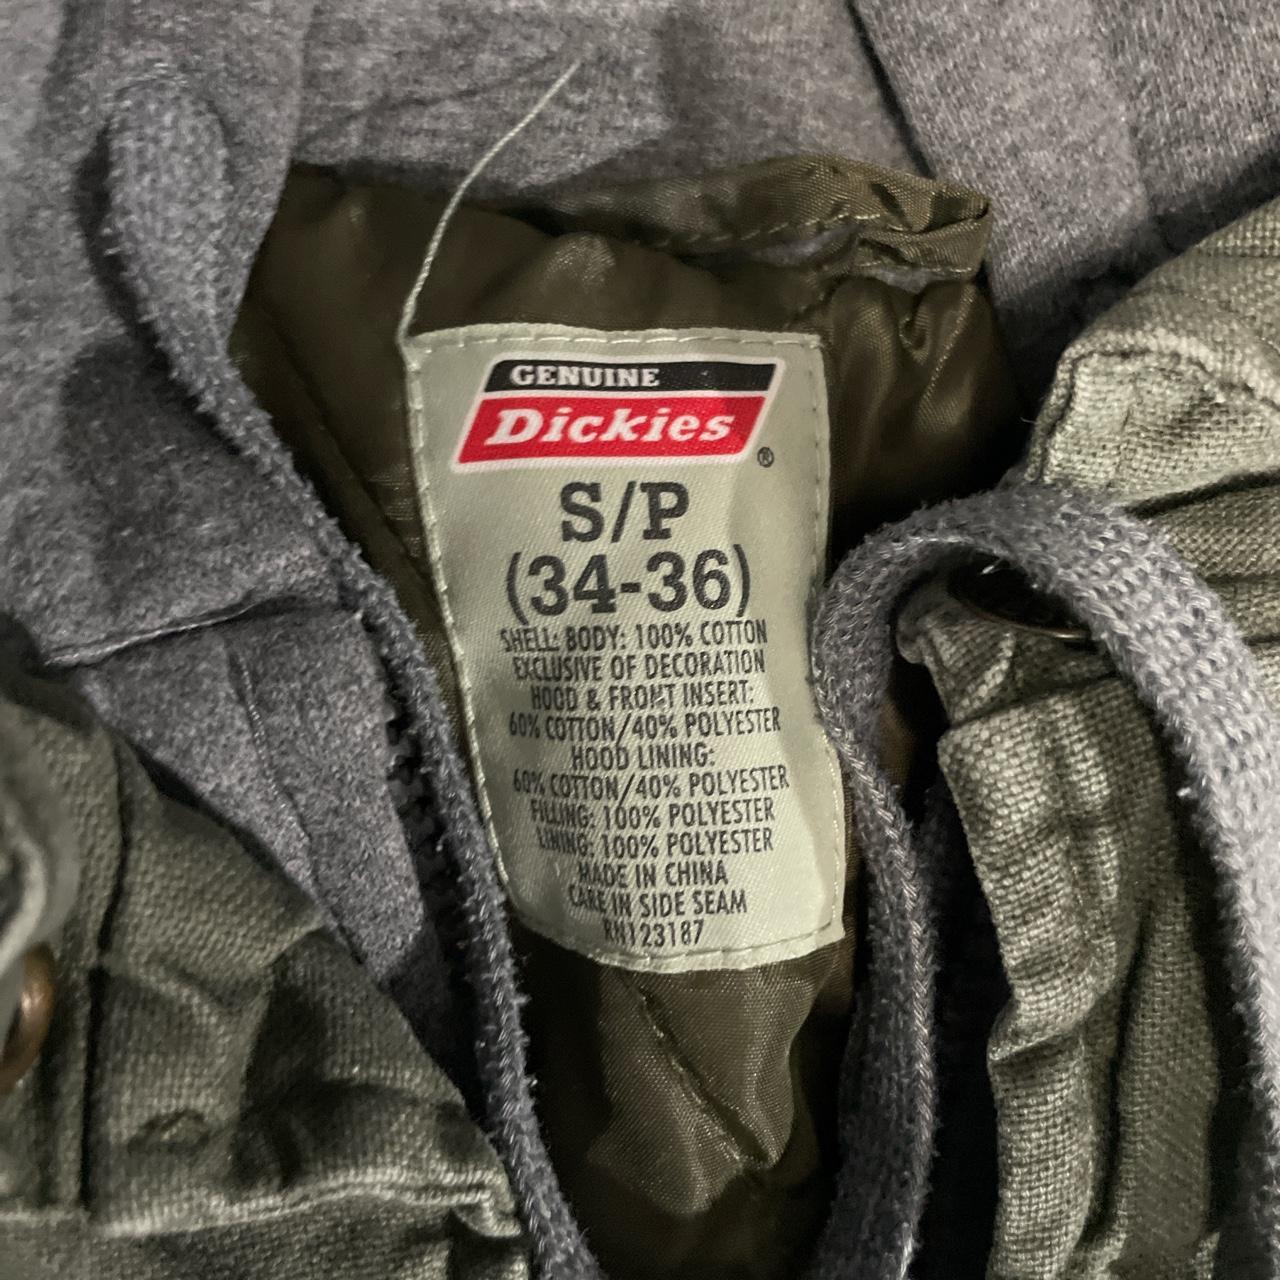 GENUINE
Dickies®
S/P
(34-36)
SHELL: BODY: 100% COTTON
EXCLUSIVE OF DECORATION
HOOD & FRONT INSERT:
60% COTTON/40% POLYESTER
HOOD LINING:
60% COTTON/40% POLYESTER
FILLING: 100% POLYESTER
LINING: 100% POLYESTER
MADE IN CHINA
CARE IN SIDE SEAM
RN123187